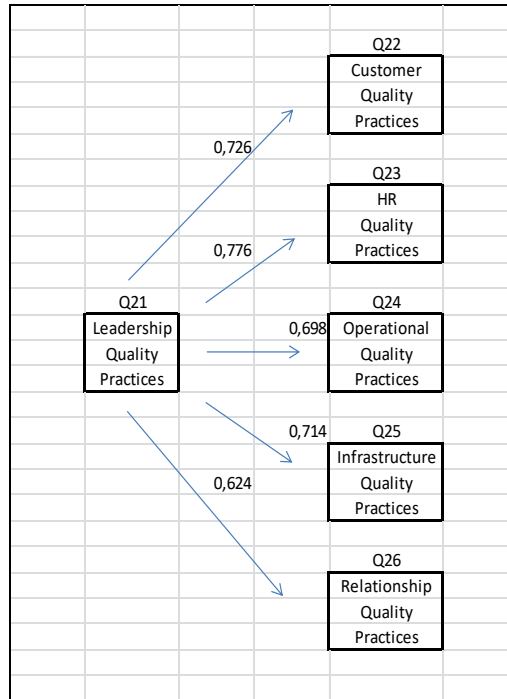 Q22
Customer
Quality
Practices
0,726
Q23
HR
Quality
Practices
0,776
Q21
Leadership
Quality
Practices
0,698
Q24
Operational
Quality
Practices
0,714
Q25
Infrastructure
Quality
Practices
0,624
Q26
Relationship
Quality
Practices